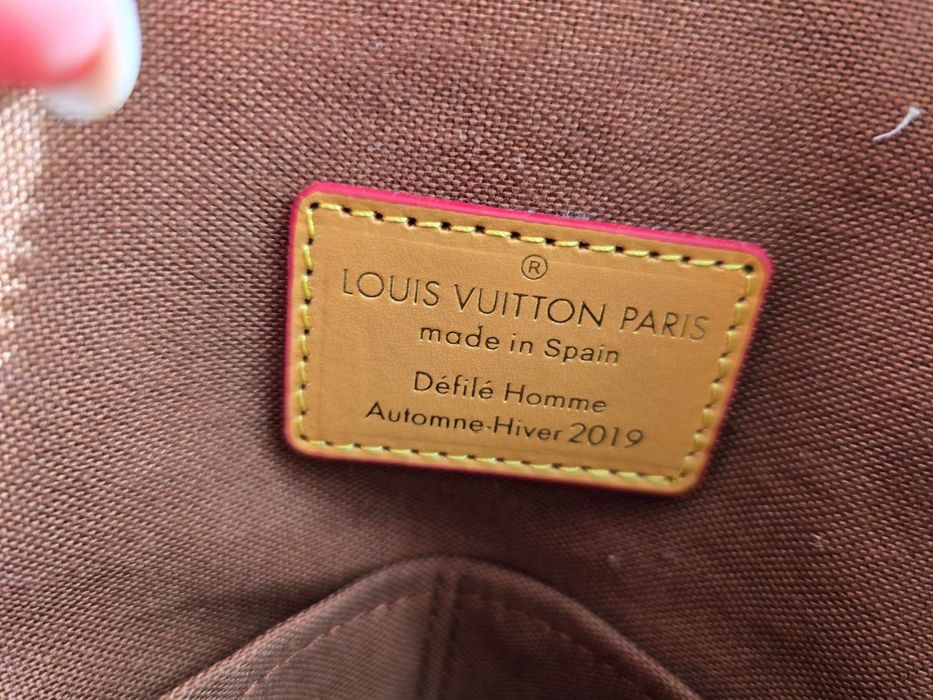 ®
LOUIS VUITTON PARIS
made in Spain
Défilé Homme
Automne-Hiver 2019